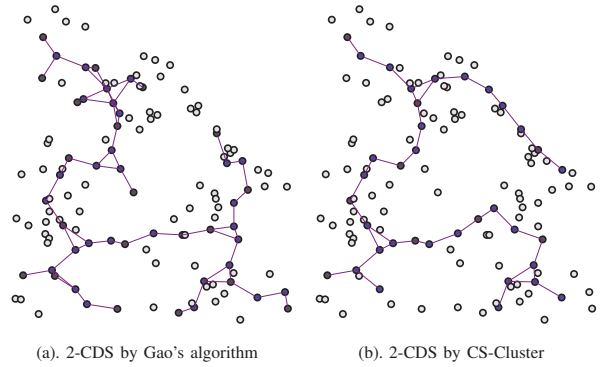 (a). 2-CDS by Gao's algorithm
(b). 2-CDS by CS-Cluster